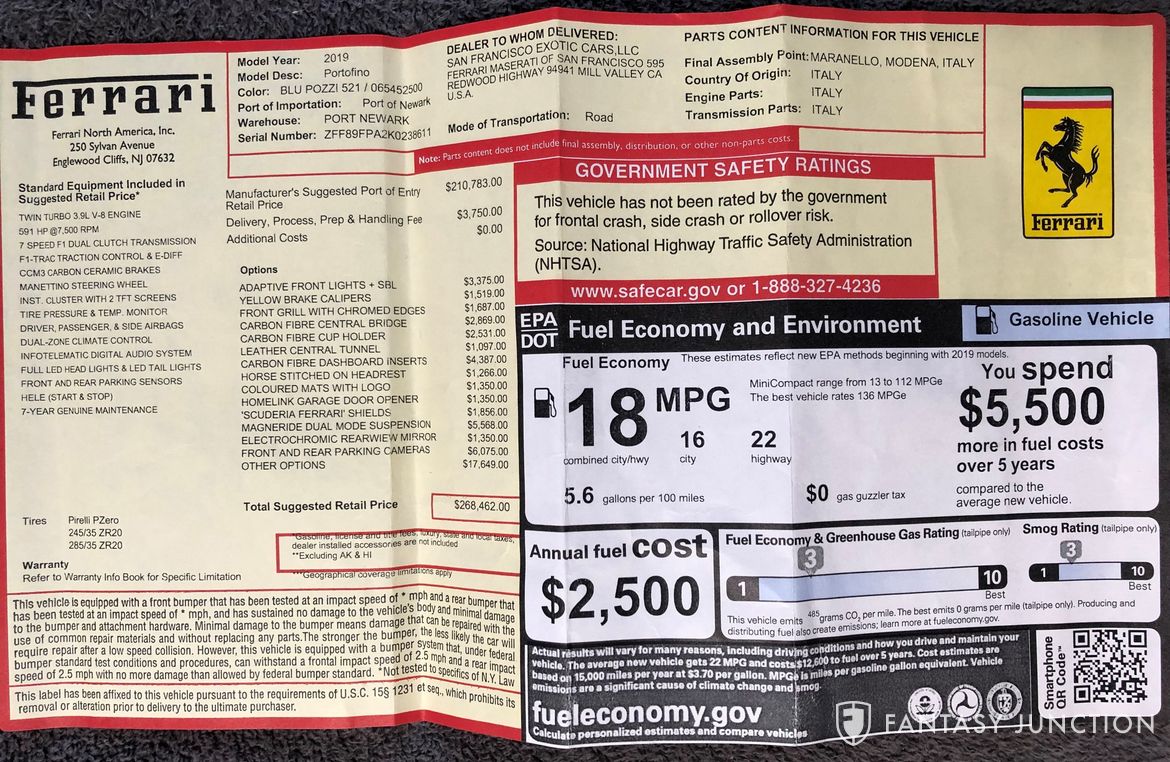 Ferrari
Ferrari North America, Inc.
250 Sylvan Avenue
Englewood Cliffs, NJ 07632
Model Year: 2019
Model Desc: Portofino
Color: BLU POZZI 521 / 065452500
Port of Importation: Port of Newark
Warehouse: PORT NEWARK
Serial Number: ZFF89FPA2K0238611
DEALER TO WHOM DELIVERED:
SAN FRANCISCO EXOTIC CARS,LLC
FERRARI MASERATI OF SAN FRANCISCO 595
REDWOOD HIGHWAY 94941 MILL VALLEY CA
U.S.A.
Mode of Transportation: Road
PARTS CONTENT INFORMATION FOR THIS VEHICLE
Final Assembly Point: MARANELLO, MODENA, ITALY
Country Of Origin: ITALY
Engine Parts: ITALY
Transmission Parts: ITALY
Note: Parts content does not include final assembly, distribution, or other non-parts costs.
Ferrari
Standard Equipment Included in
Suggested Retail Price*
TWIN TURBO 3.9L V-8 ENGINE
591 HP @7,500 RPM
7 SPEED F1 DUAL CLUTCH TRANSMISSION
F1-TRAC TRACTION CONTROL & E-DIFF
CCM3 CARBON CERAMIC BRAKES
MANETTINO STEERING WHEEL
INST. CLUSTER WITH 2 TFT SCREENS
TIRE PRESSURE & TEMP. MONITOR
DRIVER, PASSENGER, & SIDE AIRBAGS
DUAL-ZONE CLIMATE CONTROL
INFOTELEMATIC DIGITAL AUDIO SYSTEM
FULL LED HEAD LIGHTS & LED TAIL LIGHTS
FRONT AND REAR PARKING SENSORS
HELE (START & STOP)
7-YEAR GENUINE MAINTENANCE
Tires Pirelli PZero
245/35 ZR20
285/35 ZR20
Warranty
Refer to Warranty Info Book for Specific Limitation
Manufacturer's Suggested Port of Entry $210,783.00
Retail Price
Delivery, Process, Prep & Handling Fee $3,750.00
Additional Costs $0.00
Options
ADAPTIVE FRONT LIGHTS + SBL $3,375.00
YELLOW BRAKE CALIPERS $1,519.00
FRONT GRILL WITH CHROMED EDGES $1,687.00
CARBON FIBRE CENTRAL BRIDGE $2,869.00
CARBON FIBRE CUP HOLDER $2,531.00
LEATHER CENTRAL TUNNEL $1,097.00
CARBON FIBRE DASHBOARD INSERTS $4,387.00
HORSE STITCHED ON HEADREST $1,266.00
COLOURED MATS WITH LOGO $1,350.00
HOMELINK GARAGE DOOR OPENER $1,350.00
'SCUDERIA FERRARI' SHIELDS $1,856.00
MAGNERIDE DUAL MODE SUSPENSION $5,568.00
ELECTROCHROMIC REARVIEW MIRROR $1,350.00
FRONT AND REAR PARKING CAMERAS $6,075.00
OTHER OPTIONS $17,649.00
Total Suggested Retail Price $268,462.00
*Gasoline, license and title fees, luxury, state and local taxes,
dealer installed accessories are not included
**Excluding AK & HI
***Geographical coverage limitations apply
This vehicle is equipped with a front bumper that has been tested at an impact speed of * mph and a rear bumper that
has been tested at an impact speed of * mph, and has sustained no damage to the vehicle's body and minimal damage
to the bumper and attachment hardware. Minimal damage to the bumper means damage that can be repaired with the
use of common repair materials and without replacing any parts.The stronger the bumper, the less likely the car will
require repair after a low speed collision. However, this vehicle is equipped with a bumper system that, under federal
bumper standard test conditions and procedures, can withstand a frontal impact speed of 2.5 mph and a rear impact
speed of 2.5 mph with no more damage than allowed by federal bumper standard. *Not tested to specifics of N.Y. Law
This label has been affixed to this vehicle pursuant to the requirements of U.S.C. 15§ 1231 et seq., which prohibits its
removal or alteration prior to delivery to the ultimate purchaser.
GOVERNMENT SAFETY RATINGS
This vehicle has not been rated by the government
for frontal crash, side crash or rollover risk.
Source: National Highway Traffic Safety Administration
(NHTSA).
www.safecar.gov or 1-888-327-4236
EPA
DOT
Fuel Economy and Environment
Gasoline Vehicle
Fuel Economy These estimates reflect new EPA methods beginning with 2019 models.
18 MPG
combined city/hwy
16
city
22
highway
MiniCompact range from 13 to 112 MPGe
The best vehicle rates 136 MPGe
5.6 gallons per 100 miles
$0 gas guzzler tax
You spend
$5,500
more in fuel costs
over 5 years
compared to the
average new vehicle.
Annual fuel cost
$2,500
Fuel Economy & Greenhouse Gas Rating (tailpipe only)
3
1 10
Best
Smog Rating (tailpipe only)
3
1 10
Best
This vehicle emits 485 grams CO2 per mile. The best emits 0 grams per mile (tailpipe only). Producing and
distributing fuel also create emissions; learn more at fueleconomy.gov.
Actual results will vary for many reasons, including driving conditions and how you drive and maintain your
vehicle. The average new vehicle gets 22 MPG and costs $12,600 to fuel over 5 years. Cost estimates are
based on 15,000 miles per year at $3.70 per gallon. MPGe is miles per gasoline gallon equivalent. Vehicle
emissions are a significant cause of climate change and smog.
fueleconomy.gov
Calculate personalized estimates and compare vehicles
Smartphone
QR Code™
FANTASY JUNCTION